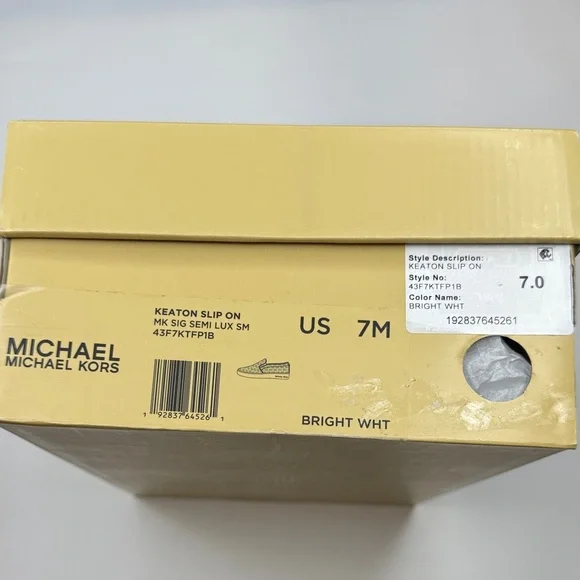 Style Description:
KEATON SLIP ON
Style No:
43F7KTFP1B
7.0
Color Name:
BRIGHT WHT
192837645261
MICHAEL
MICHAEL KORS
KEATON SLIP ON
MK SIG SEMI LUX SM
43F7KTFP1B
US 7M
1 92837 64526 1
BRIGHT WHT